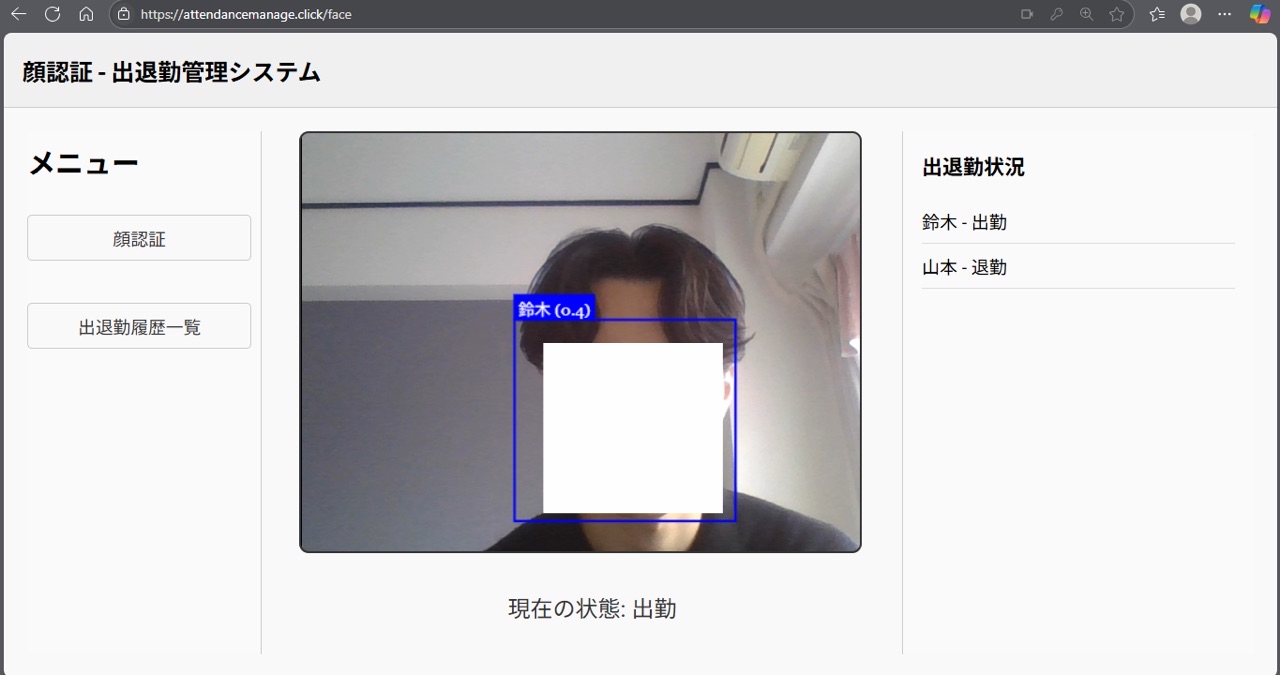 https://attendancemanage.click/face
顔認証 - 出退勤管理システム
メニュー
顔認証
出退勤履歴一覧
鈴木 (0.4)
現在の状態: 出勤
出退勤状況
鈴木 - 出勤
山本 - 退勤